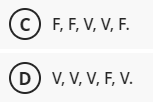 C F, F, V, V, F.
D V, V, V, F, V.